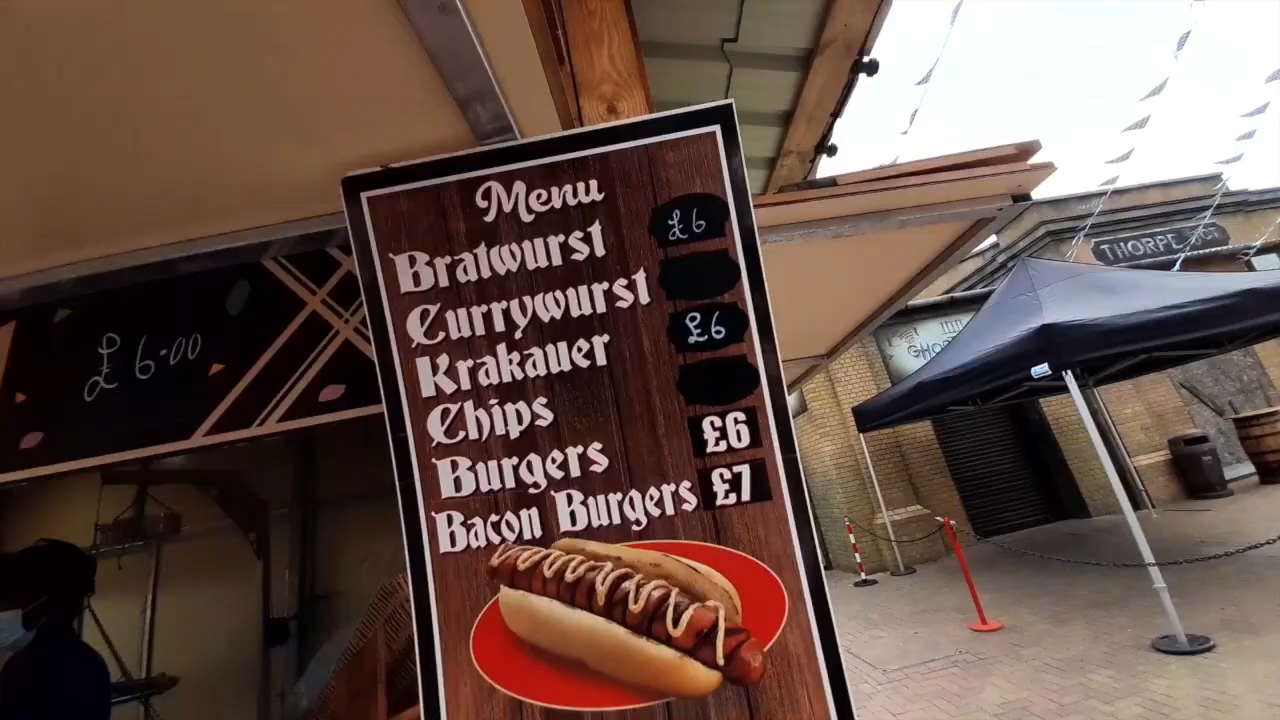 Menu
Bratwurst £6
Currywurst
Krakauer £6
Chips
Burgers £6
Bacon Burgers £7
£6-00
THORPE